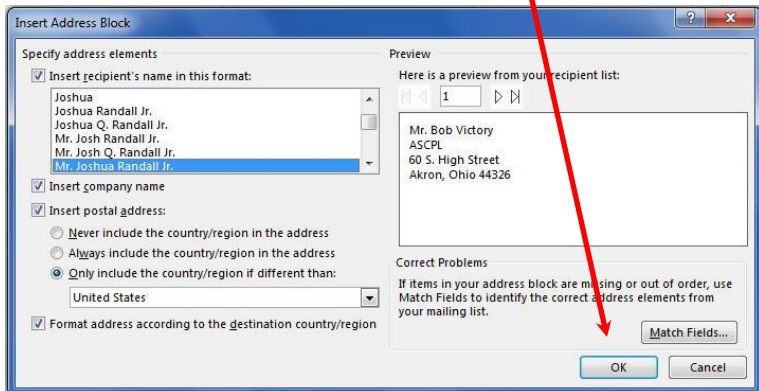 Insert Address Block
Specify address elements
Insert recipient's name in this format:
Joshua
Joshua Randall Jr.
Joshua Q. Randall Jr.
Mr. Josh Randall Jr.
Mr. Josh Q. Randall Jr.
Mr. Joshua Randall Jr.
Insert company name
Insert postal address:
Never include the country/region in the address
Always include the country/region in the address
Only include the country/region if different than:
United States
Format address according to the destination country/region
Preview
Here is a preview from your recipient list:
1
Mr. Bob Victory
ASCPL
60 S. High Street
Akron, Ohio 44326
Correct Problems
If items in your address block are missing or out of order, use
Match Fields to identify the correct address elements from
your mailing list.
Match Fields...
OK
Cancel